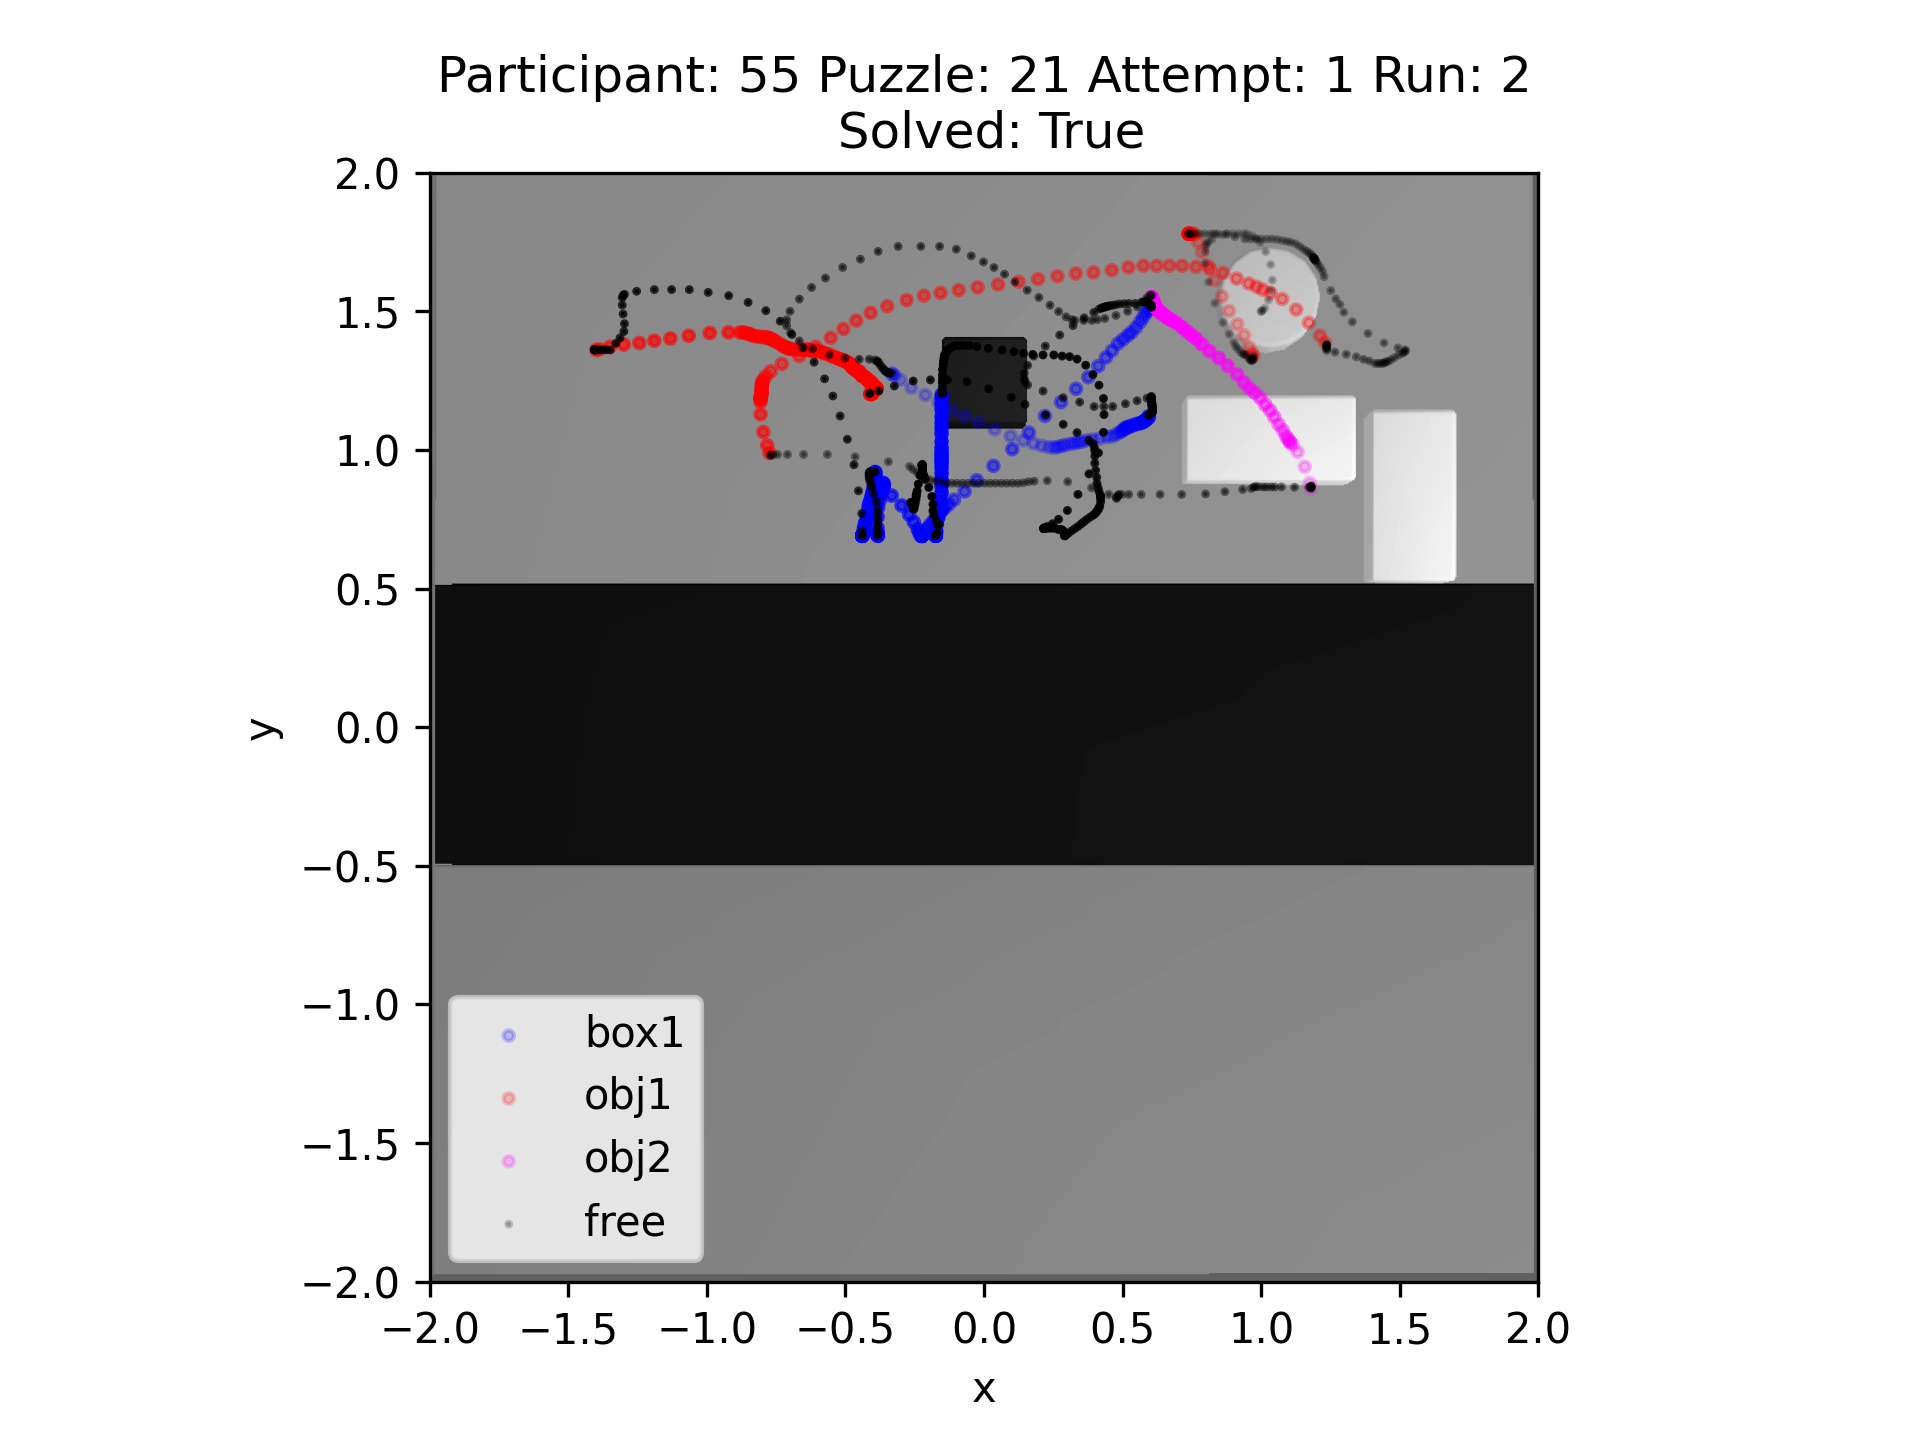 Participant: 55 Puzzle: 21 Attempt: 1 Run: 2
Solved: True
2.0
1.5
1.0
0.5
0.0
−0.5
−1.0
−1.5
−2.0
y
box1
obj1
obj2
free
−2.0 −1.5 −1.0 −0.5 0.0 0.5 1.0 1.5 2.0
x